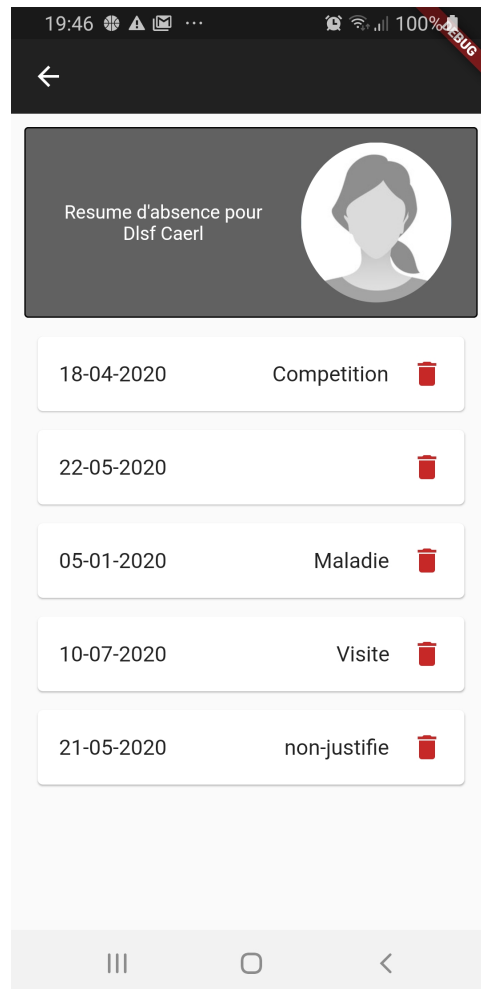 19:46 ··· 100%
DEBUG
Resume d'absence pour
Dlsf Caerl
18-04-2020 Competition
22-05-2020
05-01-2020 Maladie
10-07-2020 Visite
21-05-2020 non-justifie